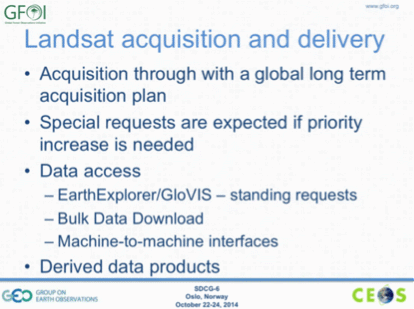 GFOI
www.gfoi.org
Landsat acquisition and delivery
• Acquisition through with a global long term
acquisition plan
• Special requests are expected if priority
increase is needed
• Data access
– EarthExplorer/GloVIS – standing requests
– Bulk Data Download
– Machine-to-machine interfaces
• Derived data products
GEO GROUP ON
EARTH OBSERVATIONS
SDCG-6
Oslo, Norway
October 22-24, 2014
CEOS